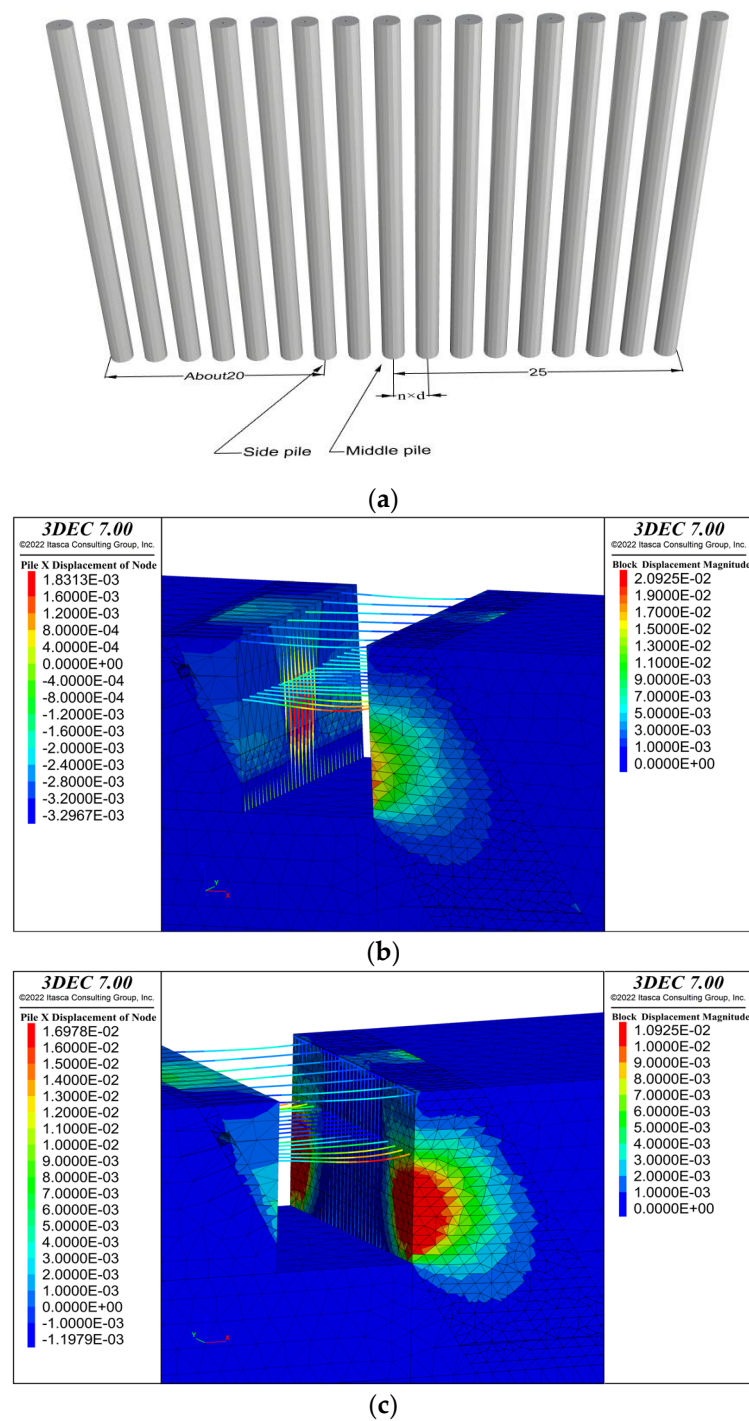 About20
25
n×d
Side pile
Middle pile
(a)
3DEC 7.00
©2022 Itasca Consulting Group, Inc.
Pile X Displacement of Node
1.8313E-03
1.6000E-03
1.2000E-03
8.0000E-04
4.0000E-04
0.0000E+00
-4.0000E-04
-8.0000E-04
-1.2000E-03
-1.6000E-03
-2.0000E-03
-2.4000E-03
-2.8000E-03
-3.2000E-03
-3.2967E-03
Y
X
3DEC 7.00
©2022 Itasca Consulting Group, Inc.
Block Displacement Magnitude
2.0925E-02
1.9000E-02
1.7000E-02
1.5000E-02
1.3000E-02
1.1000E-02
9.0000E-03
7.0000E-03
5.0000E-03
3.0000E-03
1.0000E-03
0.0000E+00
(b)
3DEC 7.00
©2022 Itasca Consulting Group, Inc.
Pile X Displacement of Node
1.6978E-02
1.6000E-02
1.5000E-02
1.4000E-02
1.3000E-02
1.2000E-02
1.1000E-02
1.0000E-02
9.0000E-03
8.0000E-03
7.0000E-03
6.0000E-03
5.0000E-03
4.0000E-03
3.0000E-03
2.0000E-03
1.0000E-03
0.0000E+00
-1.0000E-03
-1.1979E-03
Y
X
3DEC 7.00
©2022 Itasca Consulting Group, Inc.
Block Displacement Magnitude
1.0925E-02
1.0000E-02
9.0000E-03
8.0000E-03
7.0000E-03
6.0000E-03
5.0000E-03
4.0000E-03
3.0000E-03
2.0000E-03
1.0000E-03
0.0000E+00
(c)